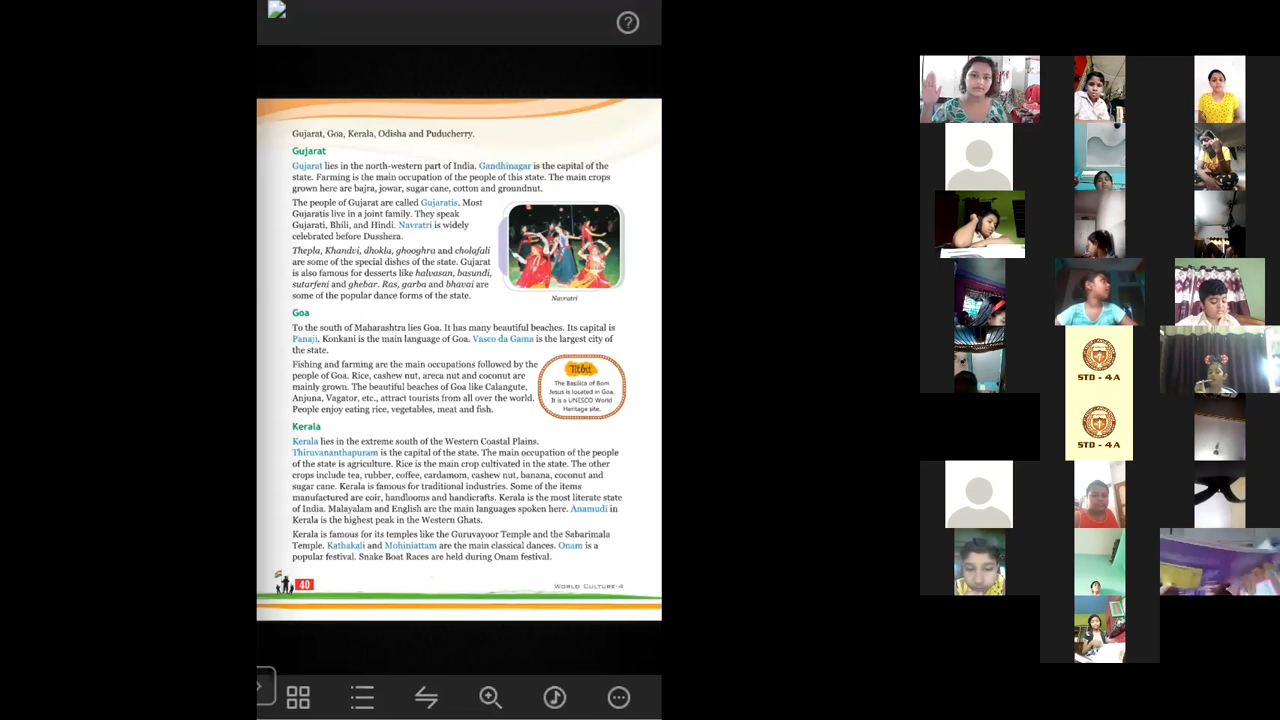 Gujarat, Goa, Kerala, Odisha and Puducherry.
Gujarat
Gujarat lies in the north-western part of India. Gandhinagar is the capital of the
state. Farming is the main occupation of the people of this state. The main crops
grown here are bajra, jowar, sugar cane, cotton and groundnut.
The people of Gujarat are called Gujaratis. Most
Gujaratis live in a joint family. They speak
Gujarati, Bhili, and Hindi. Navratri is widely
celebrated before Dusshera.
Thepla, Khandvi, dhokla, ghooghra and cholafali
are some of the special dishes of the state. Gujarat
is also famous for desserts like halvasan, basundi,
sutarfeni and ghebar. Ras, garba and bhavai are
some of the popular dance forms of the state.
Navratri
Goa
To the south of Maharashtra lies Goa. It has many beautiful beaches. Its capital is
Panaji. Konkani is the main language of Goa. Vasco da Gama is the largest city of
the state.
Fishing and farming are the main occupations followed by the
people of Goa. Rice, cashew nut, areca nut and coconut are
mainly grown. The beautiful beaches of Goa like Calangute,
Anjuna, Vagator, etc., attract tourists from all over the world.
People enjoy eating rice, vegetables, meat and fish.
Titbit
The Basilica of Bom
Jesus is located in Goa.
It is a UNESCO World
Heritage site.
Kerala
Kerala lies in the extreme south of the Western Coastal Plains.
Thiruvananthapuram is the capital of the state. The main occupation of the people
of the state is agriculture. Rice is the main crop cultivated in the state. The other
crops include tea, rubber, coffee, cardamom, cashew nut, banana, coconut and
sugar cane. Kerala is famous for traditional industries. Some of the items
manufactured are coir, handlooms and handicrafts. Kerala is the most literate state
of India. Malayalam and English are the main languages spoken here. Anamudi in
Kerala is the highest peak in the Western Ghats.
Kerala is famous for its temples like the Guruvayoor Temple and the Sabarimala
Temple. Kathakali and Mohiniattam are the main classical dances. Onam is a
popular festival. Snake Boat Races are held during Onam festival.
40
World Culture-4
STD - 4 A
STD - 4 A